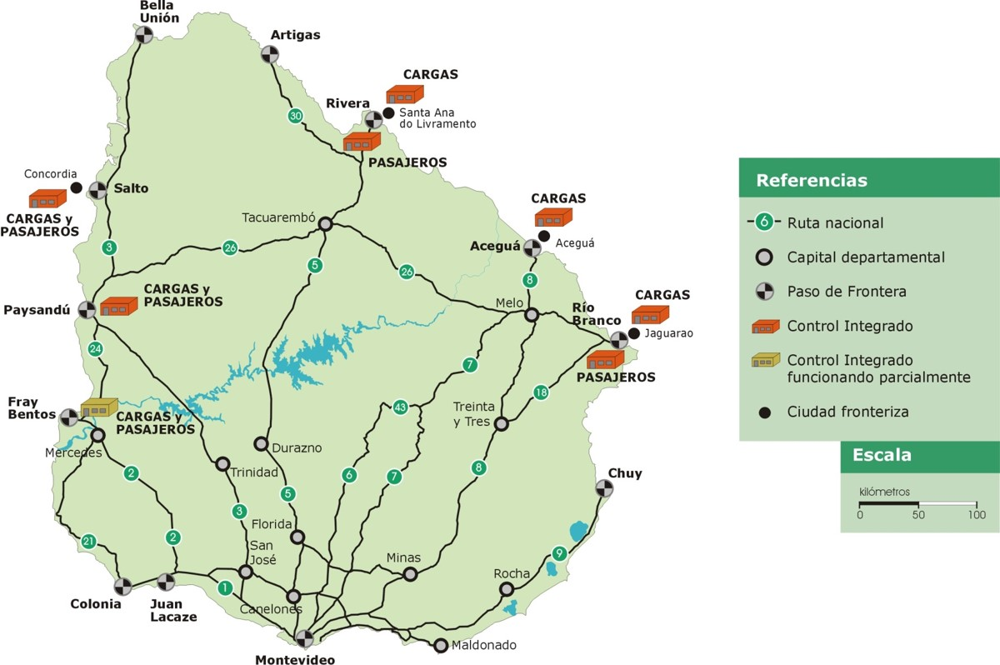 Bella
Unión
Artigas
CARGAS
Rivera
Santa Ana
do Livramento
30
PASAJEROS
Concordia
Salto
CARGAS y
PASAJEROS
CARGAS
Tacuarembó
Aceguá
Aceguá
3
26
5
26
8
CARGAS y
PASAJEROS
Paysandú
Melo
Río
Branco
CARGAS
Jaguarao
24
7
PASAJEROS
18
43
Fray
Bentos
CARGAS y
PASAJEROS
Treinta
y Tres
Mercedes
Durazno
Trinidad
2
6
7
8
Chuy
5
3
Florida
21
2
San
José
Minas
9
1
Rocha
Colonia
Juan
Lacaze
Canelones
Maldonado
Montevideo
Referencias
6
Ruta nacional
Capital departamental
Paso de Frontera
Control Integrado
Control Integrado
funcionando parcialmente
Ciudad fronteriza
Escala
kilómetros
0 50 100